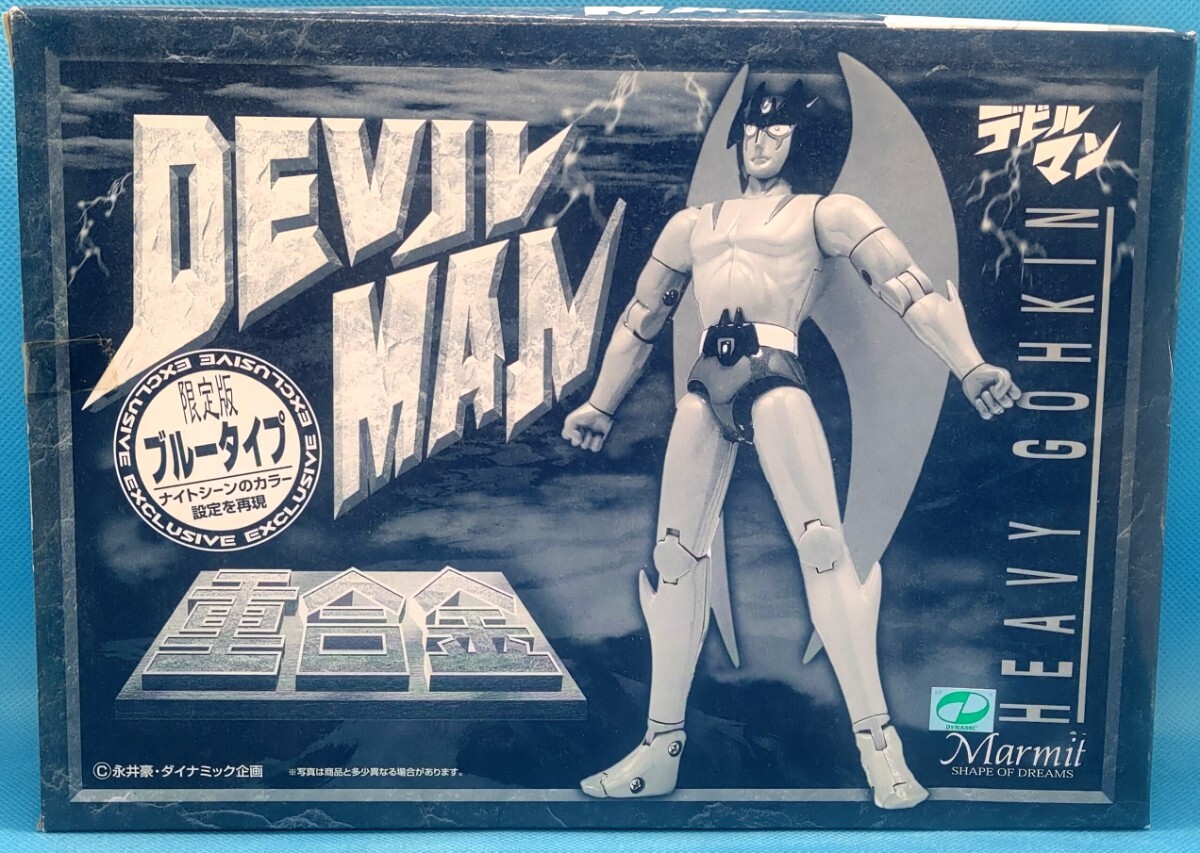 DEVIL
MAN
デビル
マン
HEAVY GOHKIN
EXCLUSIVE EXCLUSIVE EXCLUSIVE EXCLUSIVE EXCLUSIVE
限定版
ブルータイプ
ナイトシーンのカラー
設定を再現
重合金
DYNAMIC
Marmit
SHAPE OF DREAMS
©永井豪・ダイナミック企画
※写真は商品と多少異なる場合があります。